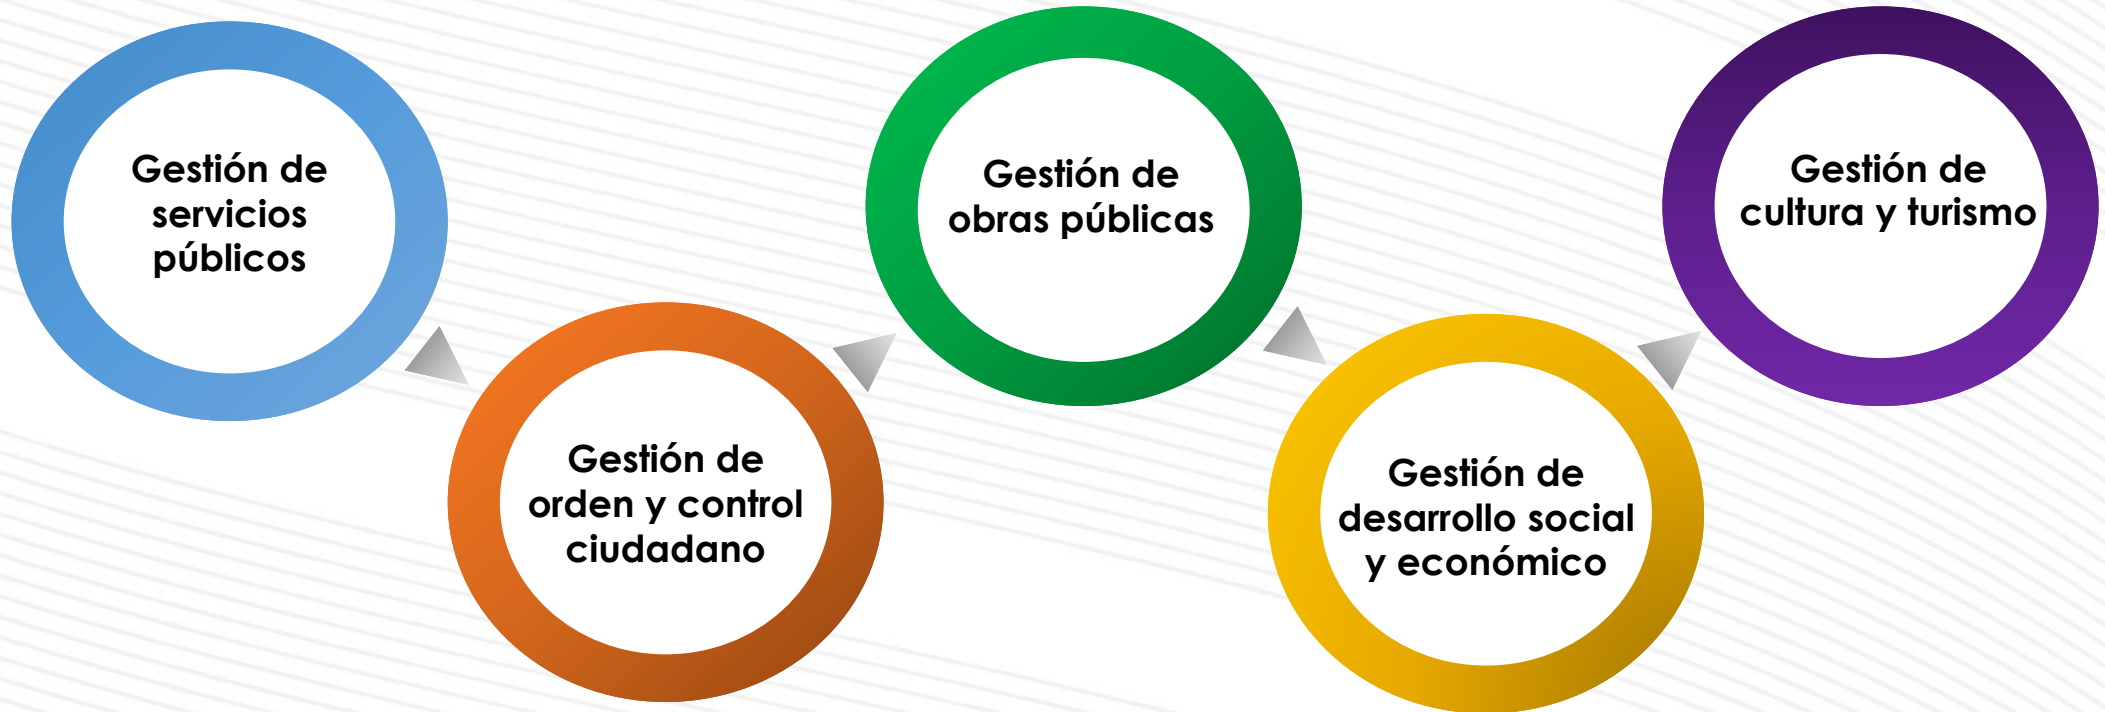 Gestión de
servicios
públicos
Gestión de
orden y control
ciudadano
Gestión de
obras públicas
Gestión de
desarrollo social
y económico
Gestión de
cultura y turismo